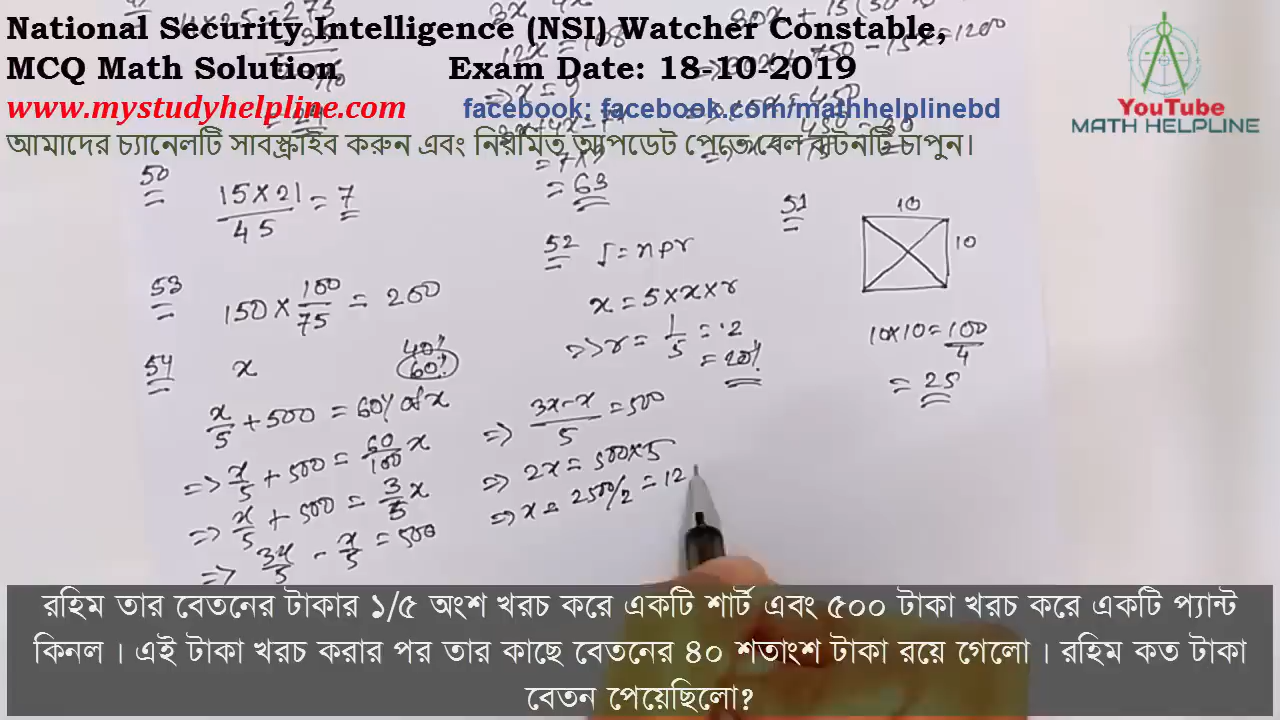 National Security Intelligence (NSI) Watcher Constable,
MCQ Math Solution Exam Date: 18-10-2019
www.mystudyhelpline.com facebook: facebook.com/mathhelplinebd
YouTube
MATH HELPLINE
আমাদের চ্যানেলটি সাবস্ক্রাইব করুন এবং নিয়মিত আপডেট পেতে বেল বাটনটি চাপুন।
= 63
50
15×21/45 = 7
51
10
10
10×10=100/4
= 25
52 I=npr
x = 5×x×r
=> r = 1/5 = .2
= 20%
53
150×100/75 = 200
54 x
40%
60%
x/5 + 500 = 60% of x
=> x/5 + 500 = 60/100 x
=> x/5 + 500 = 3/5 x
=> 3x/5 - x/5 = 500
=> 3x-x/5 = 500
=> 2x = 500×5
=> x = 2500/2 = 12
রহিম তার বেতনের টাকার ১/৫ অংশ খরচ করে একটি শার্ট এবং ৫০০ টাকা খরচ করে একটি প্যান্ট
কিনল। এই টাকা খরচ করার পর তার কাছে বেতনের ৪০ শতাংশ টাকা রয়ে গেলো। রহিম কত টাকা
বেতন পেয়েছিলো?